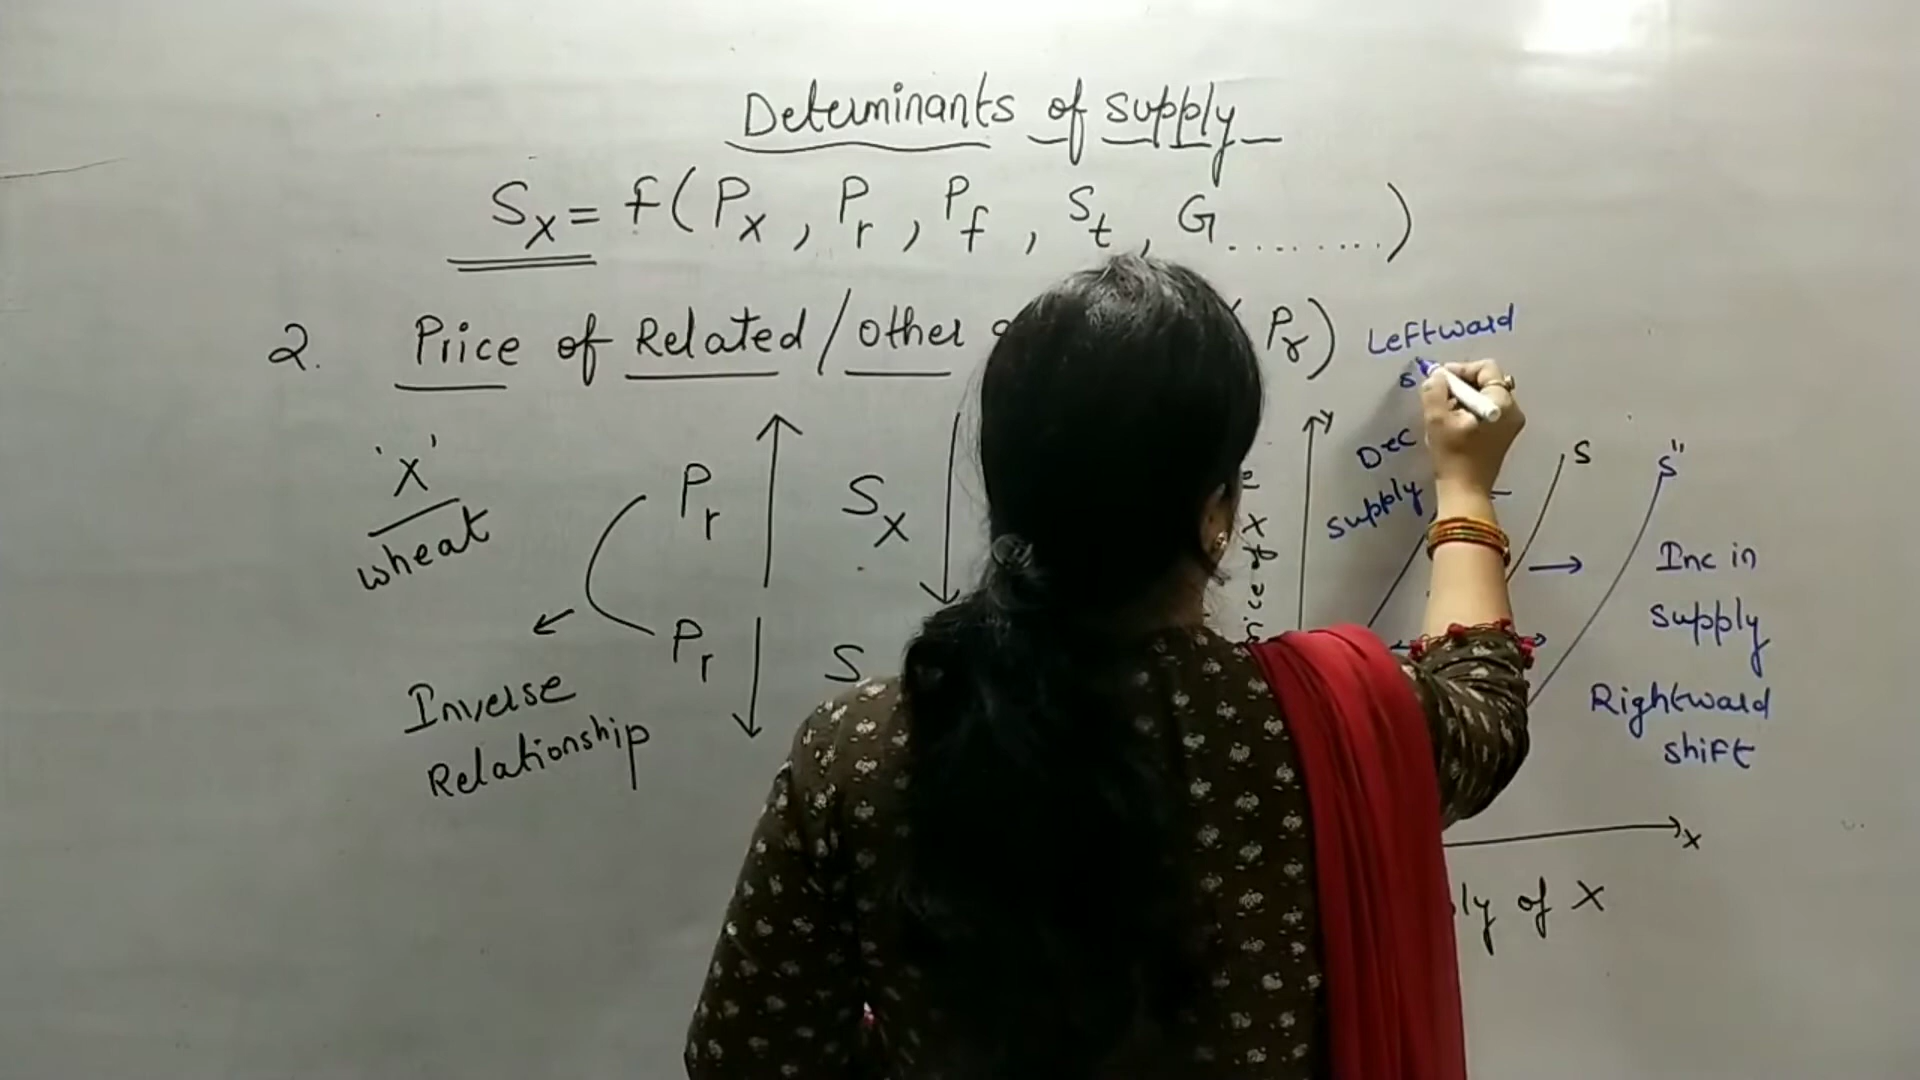 Determinants of supply
Sx = f(Px, Pr, Pf, St, G........)
2. Price of Related / Other (Pr)
'X'
wheat
Pr Sx
Pr S
Inverse
Relationship
Leftward
s
Dec
supply
S
S"
Inc in
supply
Rightward
shift
x
of X